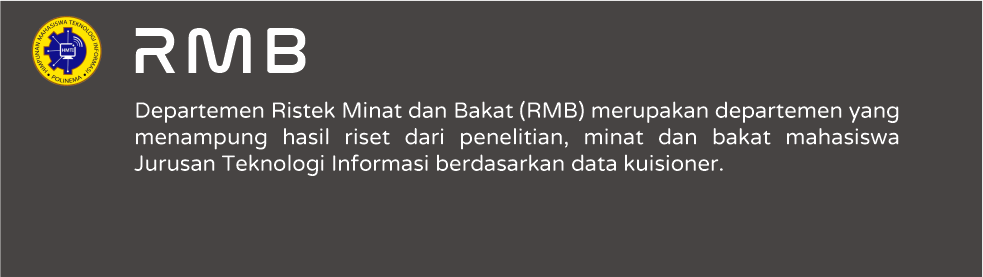 HIMPUNAN MAHASISWA TEKNOLOGI INFORMASI
HMTI
POLINEMA
RMB
Departemen Ristek Minat dan Bakat (RMB) merupakan departemen yang
menampung hasil riset dari penelitian, minat dan bakat mahasiswa
Jurusan Teknologi Informasi berdasarkan data kuisioner.